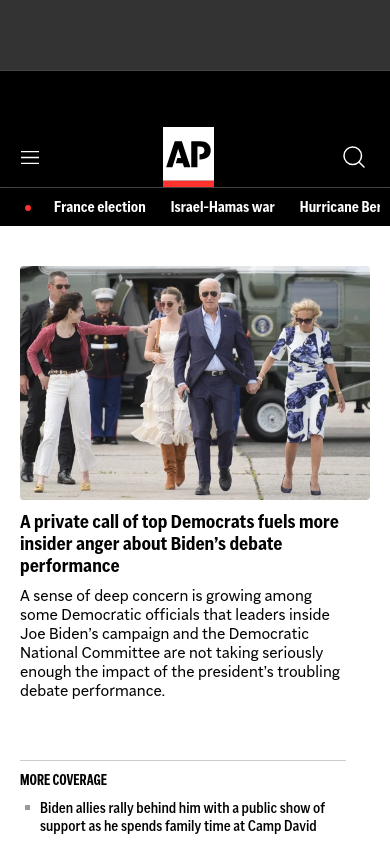 AP
France election Israel-Hamas war Hurricane Ber
A private call of top Democrats fuels more
insider anger about Biden's debate
performance
A sense of deep concern is growing among
some Democratic officials that leaders inside
Joe Biden's campaign and the Democratic
National Committee are not taking seriously
enough the impact of the president's troubling
debate performance.
MORE COVERAGE
Biden allies rally behind him with a public show of
support as he spends family time at Camp David